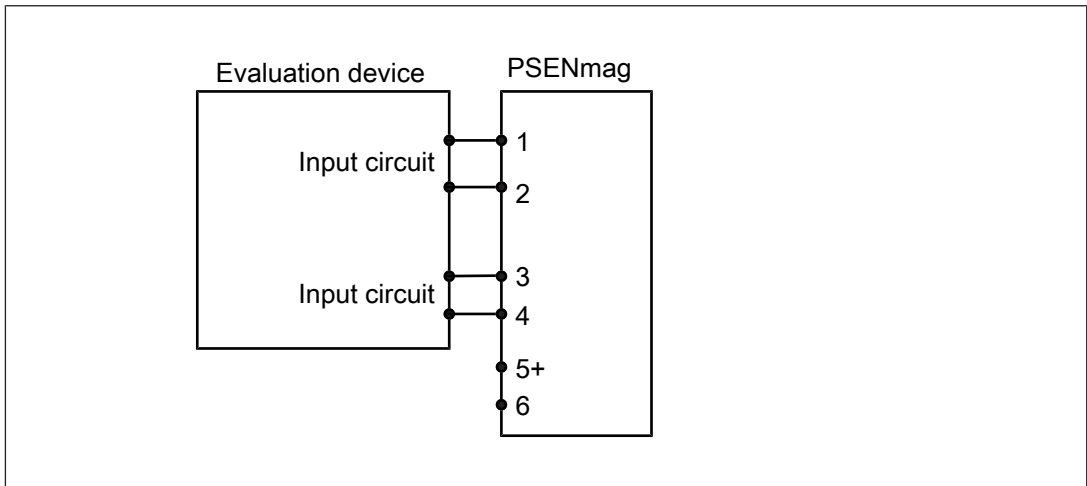 Evaluation device
PSENmag
1
Input circuit
2
3
Input circuit
4
5+
6